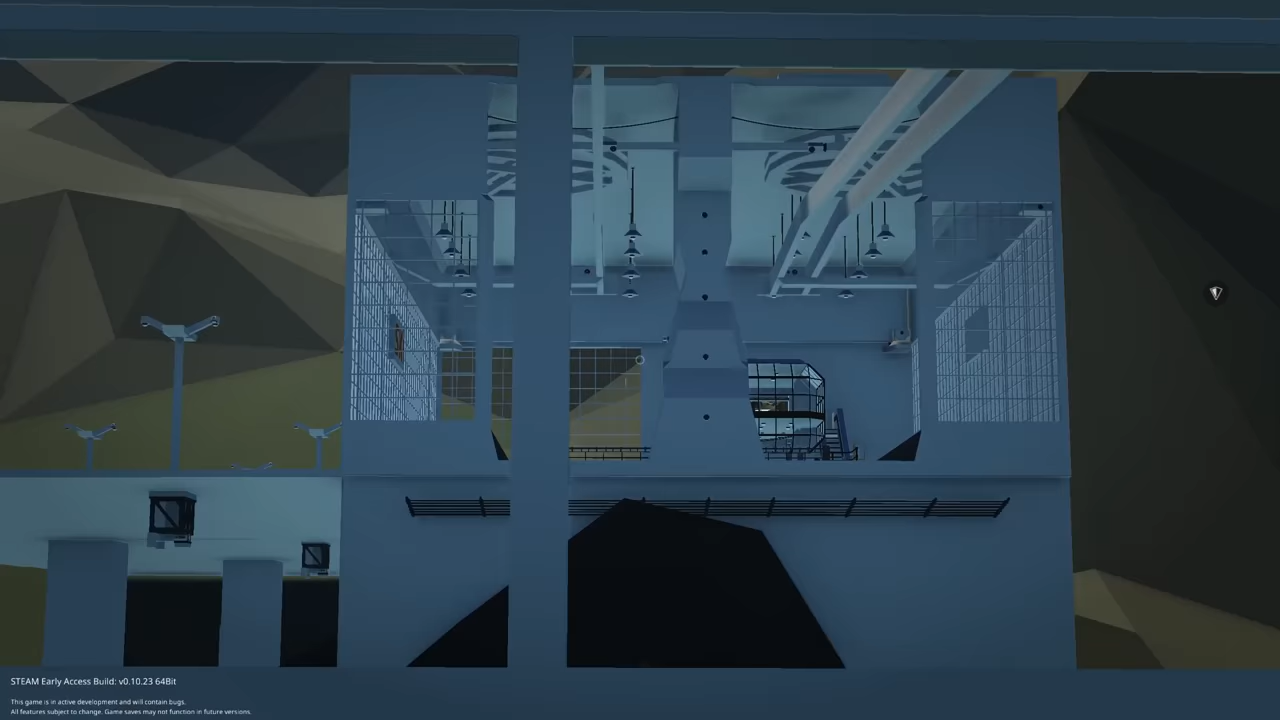 STEAM Early Access Build: v0.10.23 64Bit
This game is in active development and will contain bugs.
All features subject to change. Game saves may not function in future versions.